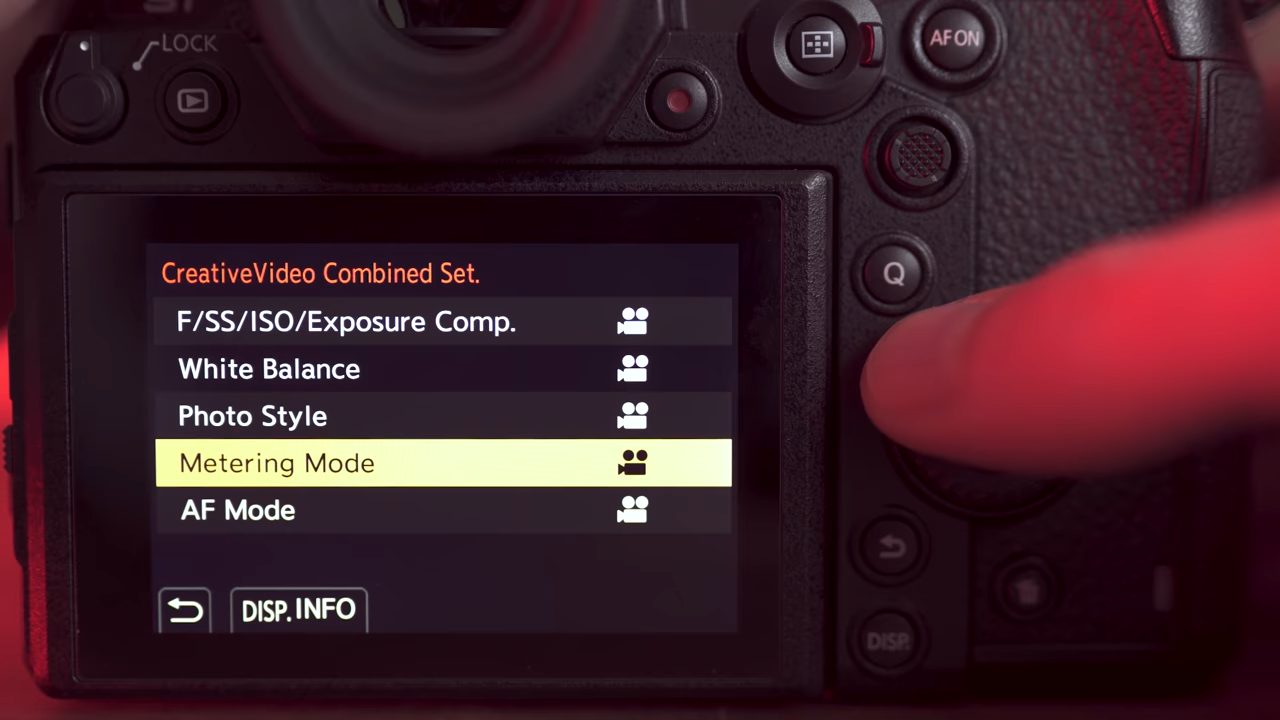 LOCK
AF ON
Q
CreativeVideo Combined Set.
F/SS/ISO/Exposure Comp.
White Balance
Photo Style
Metering Mode
AF Mode
DISP. INFO
DISP.